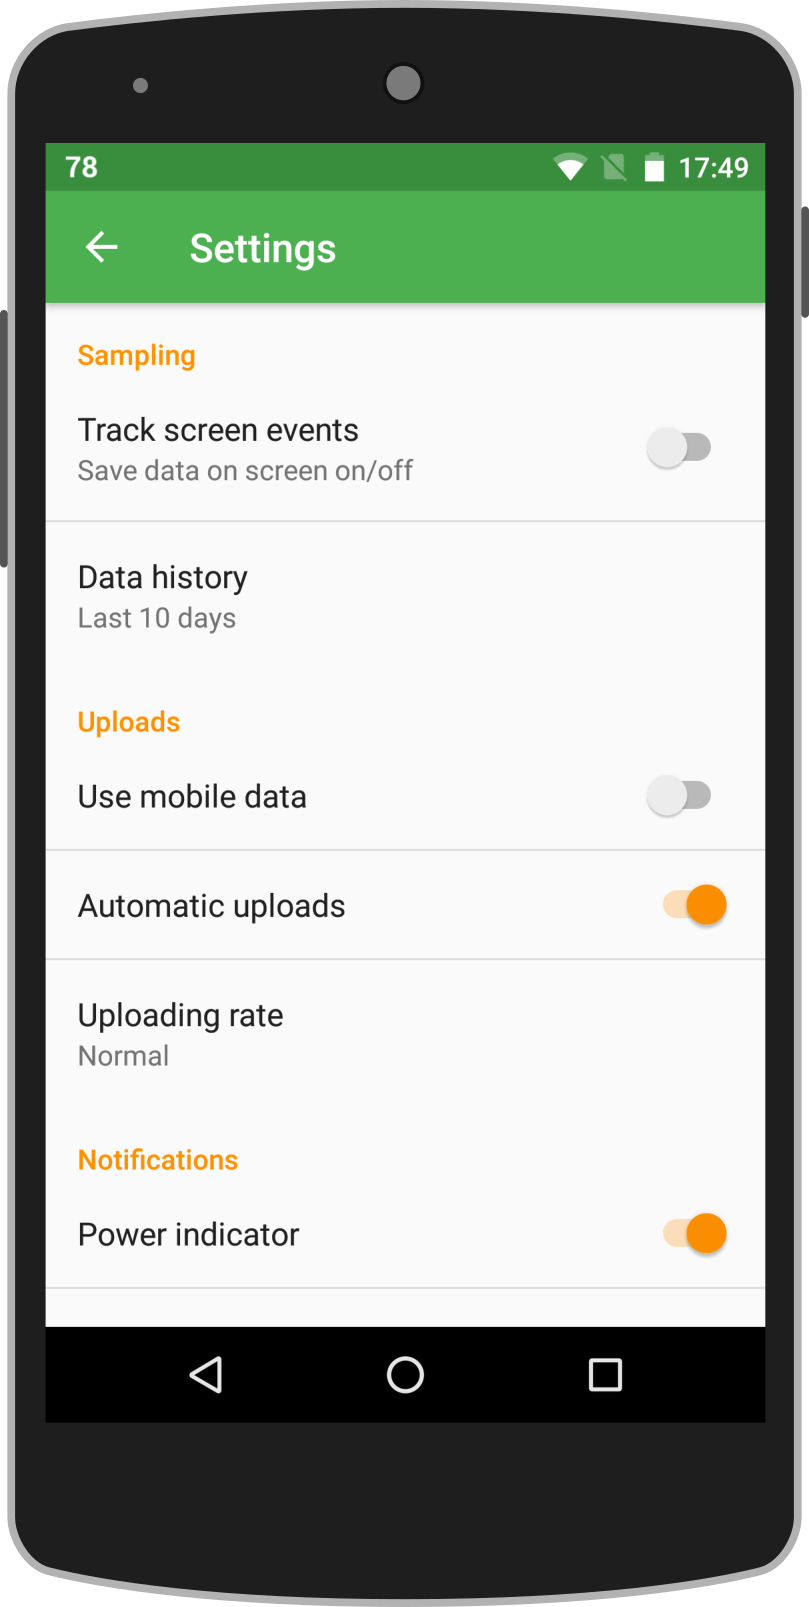 78 17:49
Settings
Sampling
Track screen events
Save data on screen on/off
Data history
Last 10 days
Uploads
Use mobile data
Automatic uploads
Uploading rate
Normal
Notifications
Power indicator